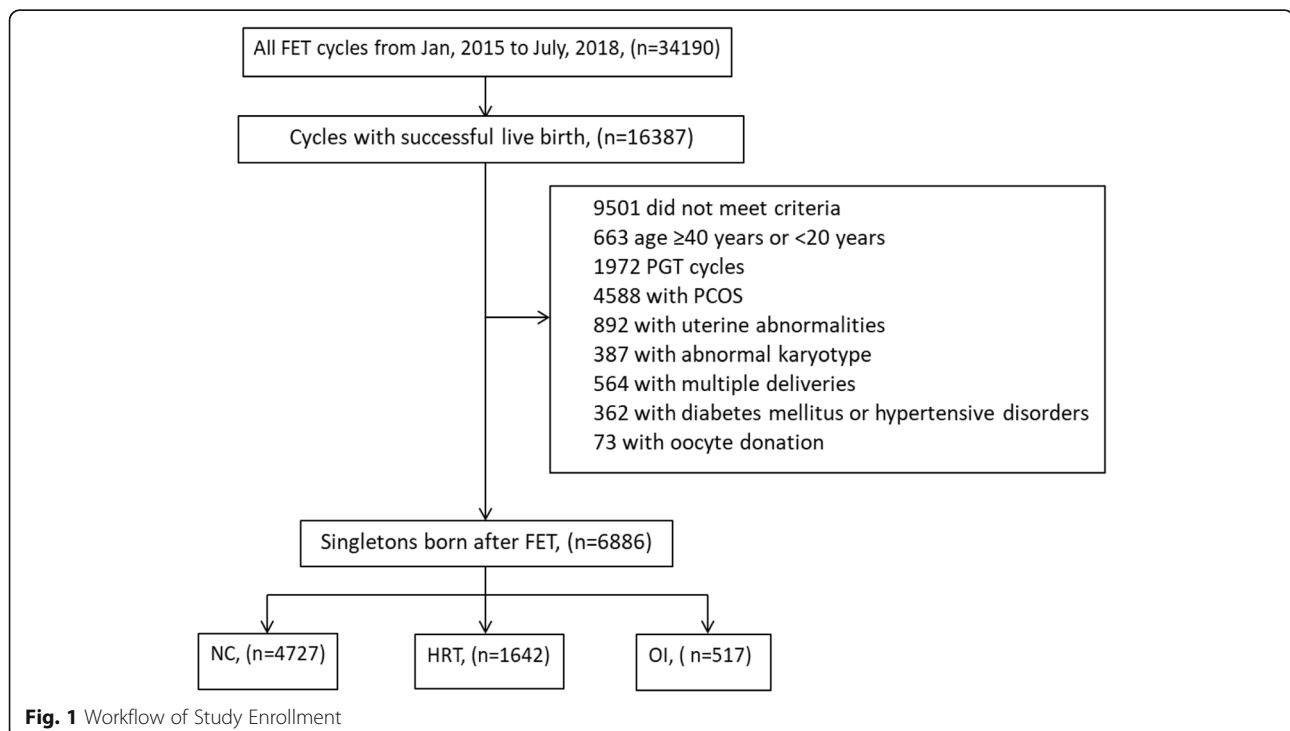 All FET cycles from Jan, 2015 to July, 2018, (n=34190)
Cycles with successful live birth, (n=16387)
9501 did not meet criteria
663 age ≥40 years or <20 years
1972 PGT cycles
4588 with PCOS
892 with uterine abnormalities
387 with abnormal karyotype
564 with multiple deliveries
362 with diabetes mellitus or hypertensive disorders
73 with oocyte donation
Singletons born after FET, (n=6886)
NC, (n=4727)
HRT, (n=1642)
OI, ( n=517)
Fig. 1 Workflow of Study Enrollment